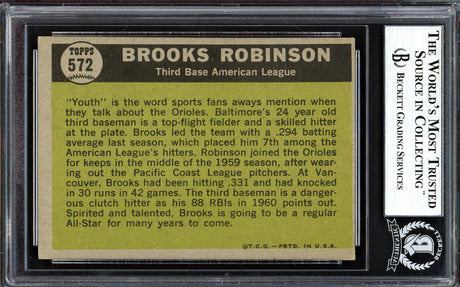 TOPPS
572
BROOKS ROBINSON
Third Base American League
"Youth" is the word sports fans aways mention when
they talk about the Orioles. Baltimore's 24 year old
third baseman is a top-flight fielder and a skilled hitter
at the plate. Brooks led the team with a .294 batting
average last season, which placed him 7th among the
American League's hitters. Robinson joined the Orioles
for keeps in the middle of the 1959 season, after wear-
ing out the Pacific Coast League pitchers. At Van-
couver, Brooks had been hitting .331 and had knocked
in 30 runs in 42 games. The third baseman is a danger-
ous clutch hitter as his 88 RBIs in 1960 points out.
Spirited and talented, Brooks is going to be a regular
All-Star for many years to come.
©T.C.G.—PRTD. IN U.S.A.
THE WORLD'S MOST TRUSTED
SOURCE IN COLLECTING
B BECKETT GRADING SERVICES
BECKETT
B
AUTHENTIC